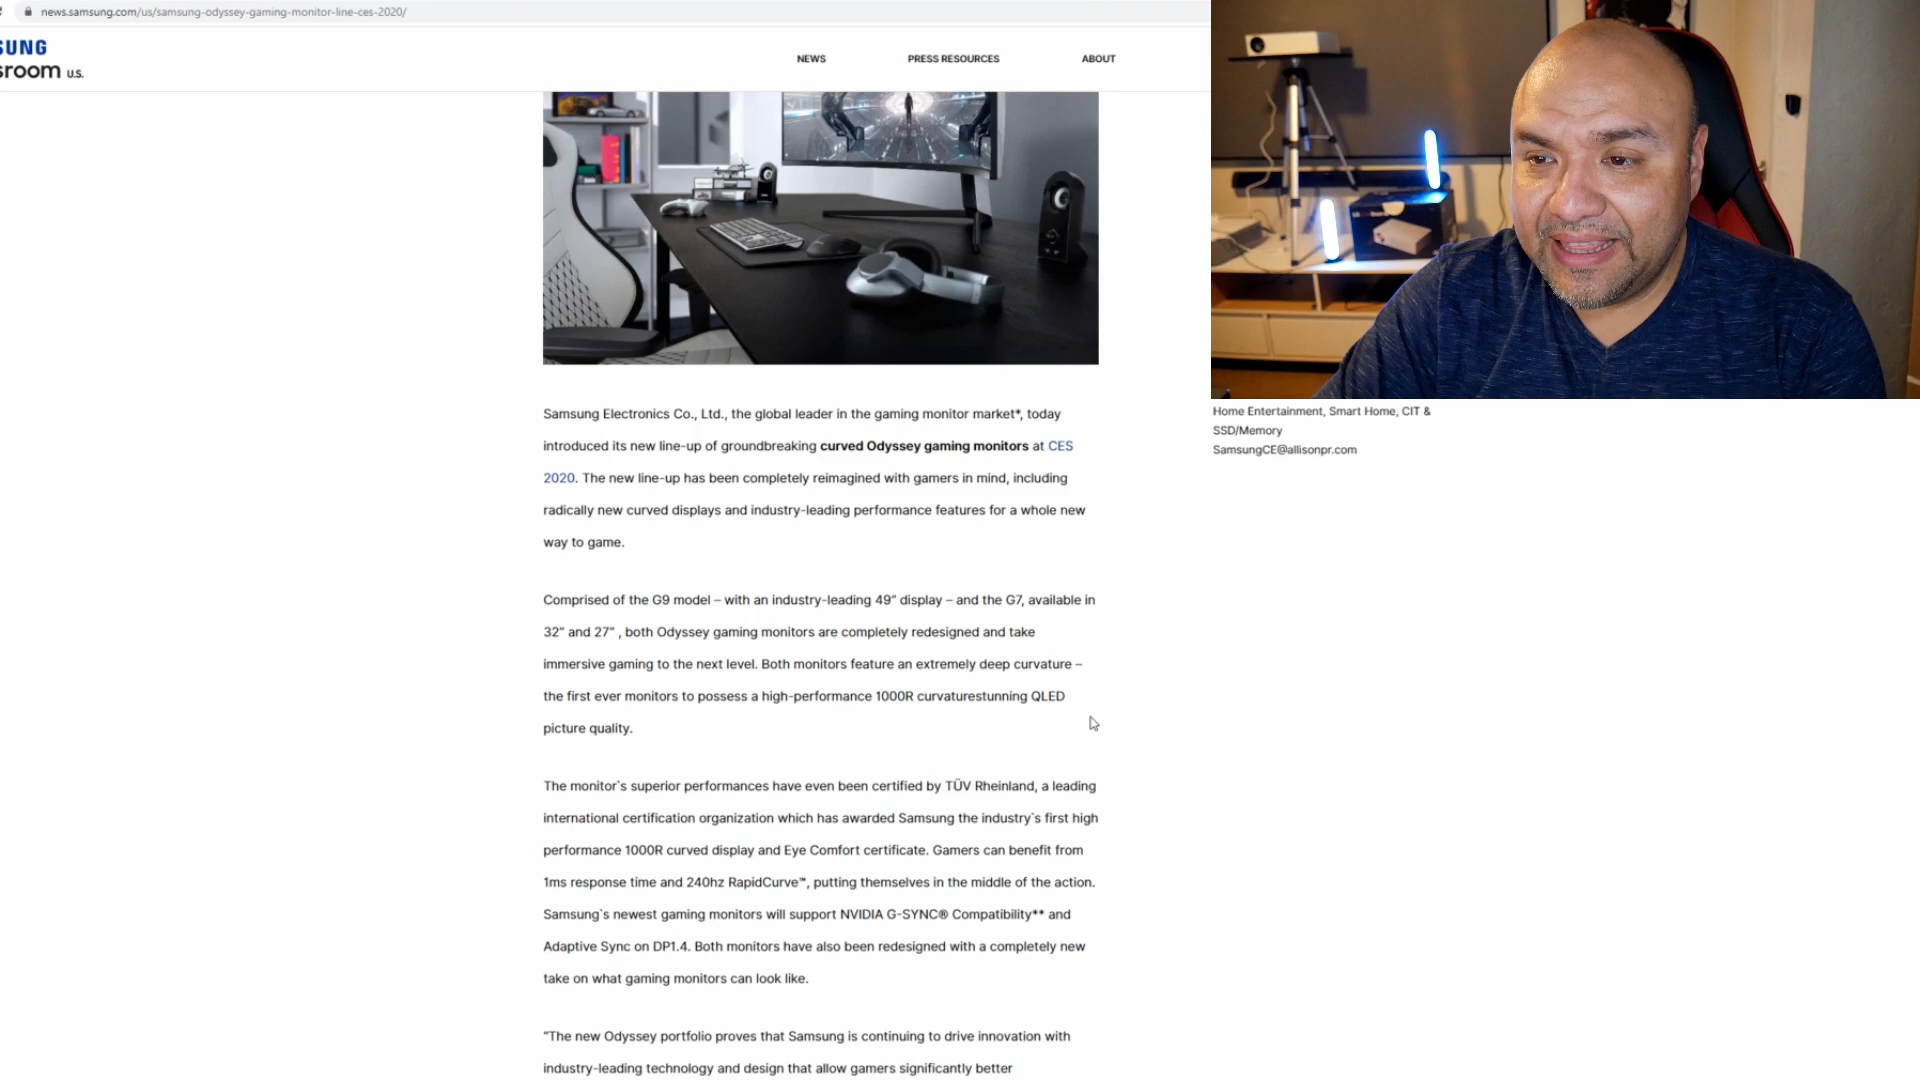 news.samsung.com/us/samsung-odyssey-gaming-monitor-line-ces-2020/
SUNG
sroom U.S.
NEWS
PRESS RESOURCES
ABOUT
Samsung Electronics Co., Ltd., the global leader in the gaming monitor market*, today
introduced its new line-up of groundbreaking curved Odyssey gaming monitors at CES
2020. The new line-up has been completely reimagined with gamers in mind, including
radically new curved displays and industry-leading performance features for a whole new
way to game.
Comprised of the G9 model – with an industry-leading 49” display – and the G7, available in
32” and 27” , both Odyssey gaming monitors are completely redesigned and take
immersive gaming to the next level. Both monitors feature an extremely deep curvature –
the first ever monitors to possess a high-performance 1000R curvaturestunning QLED
picture quality.
The monitor`s superior performances have even been certified by TÜV Rheinland, a leading
international certification organization which has awarded Samsung the industry`s first high
performance 1000R curved display and Eye Comfort certificate. Gamers can benefit from
1ms response time and 240hz RapidCurve™, putting themselves in the middle of the action.
Samsung`s newest gaming monitors will support NVIDIA G-SYNC® Compatibility** and
Adaptive Sync on DP1.4. Both monitors have also been redesigned with a completely new
take on what gaming monitors can look like.
“The new Odyssey portfolio proves that Samsung is continuing to drive innovation with
industry-leading technology and design that allow gamers significantly better
Home Entertainment, Smart Home, CIT &
SSD/Memory
SamsungCE@allisonpr.com